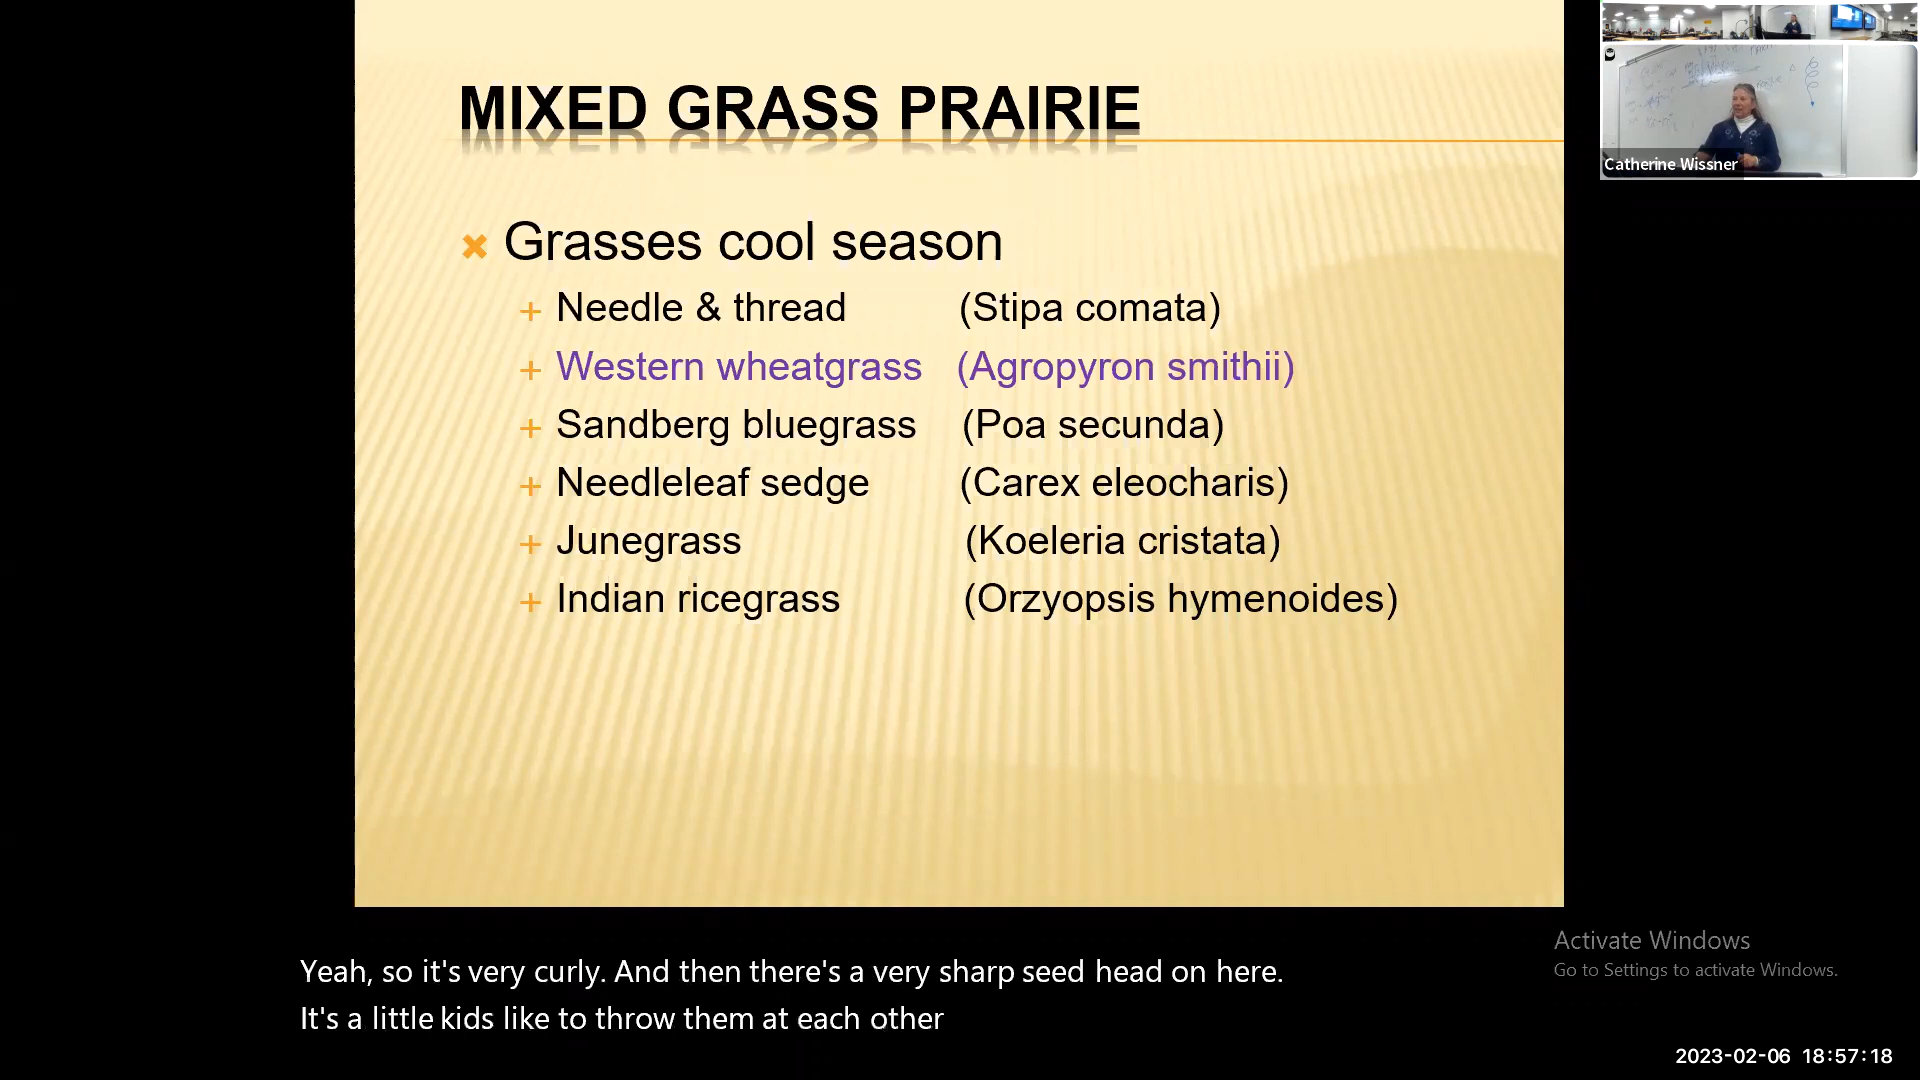 MIXED GRASS PRAIRIE
Grasses cool season
Needle & thread (Stipa comata)
Western wheatgrass (Agropyron smithii)
Sandberg bluegrass (Poa secunda)
Needleleaf sedge (Carex eleocharis)
Junegrass (Koeleria cristata)
Indian ricegrass (Orzyopsis hymenoides)
Catherine Wissner
Yeah, so it's very curly. And then there's a very sharp seed head on here.
It's a little kids like to throw them at each other
Activate Windows
Go to Settings to activate Windows.
2023-02-06 18:57:18